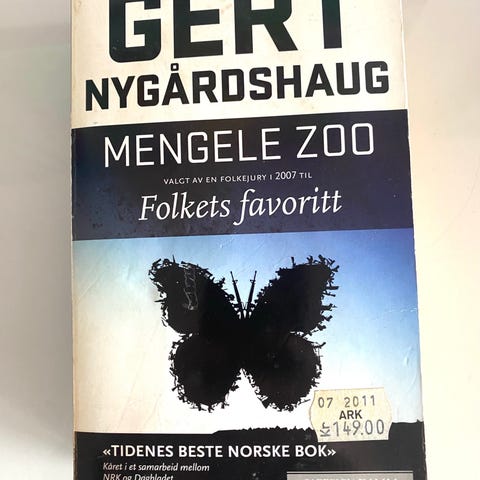 GERT
NYGÅRDSHAUG
MENGELE ZOO
VALGT AV EN FOLKEJURY I 2007 TIL
Folkets favoritt
07 2011
ARK
kr149.00
«TIDENES BESTE NORSKE BOK»
Kåret i et samarbeid mellom
NRK og Dagbladet